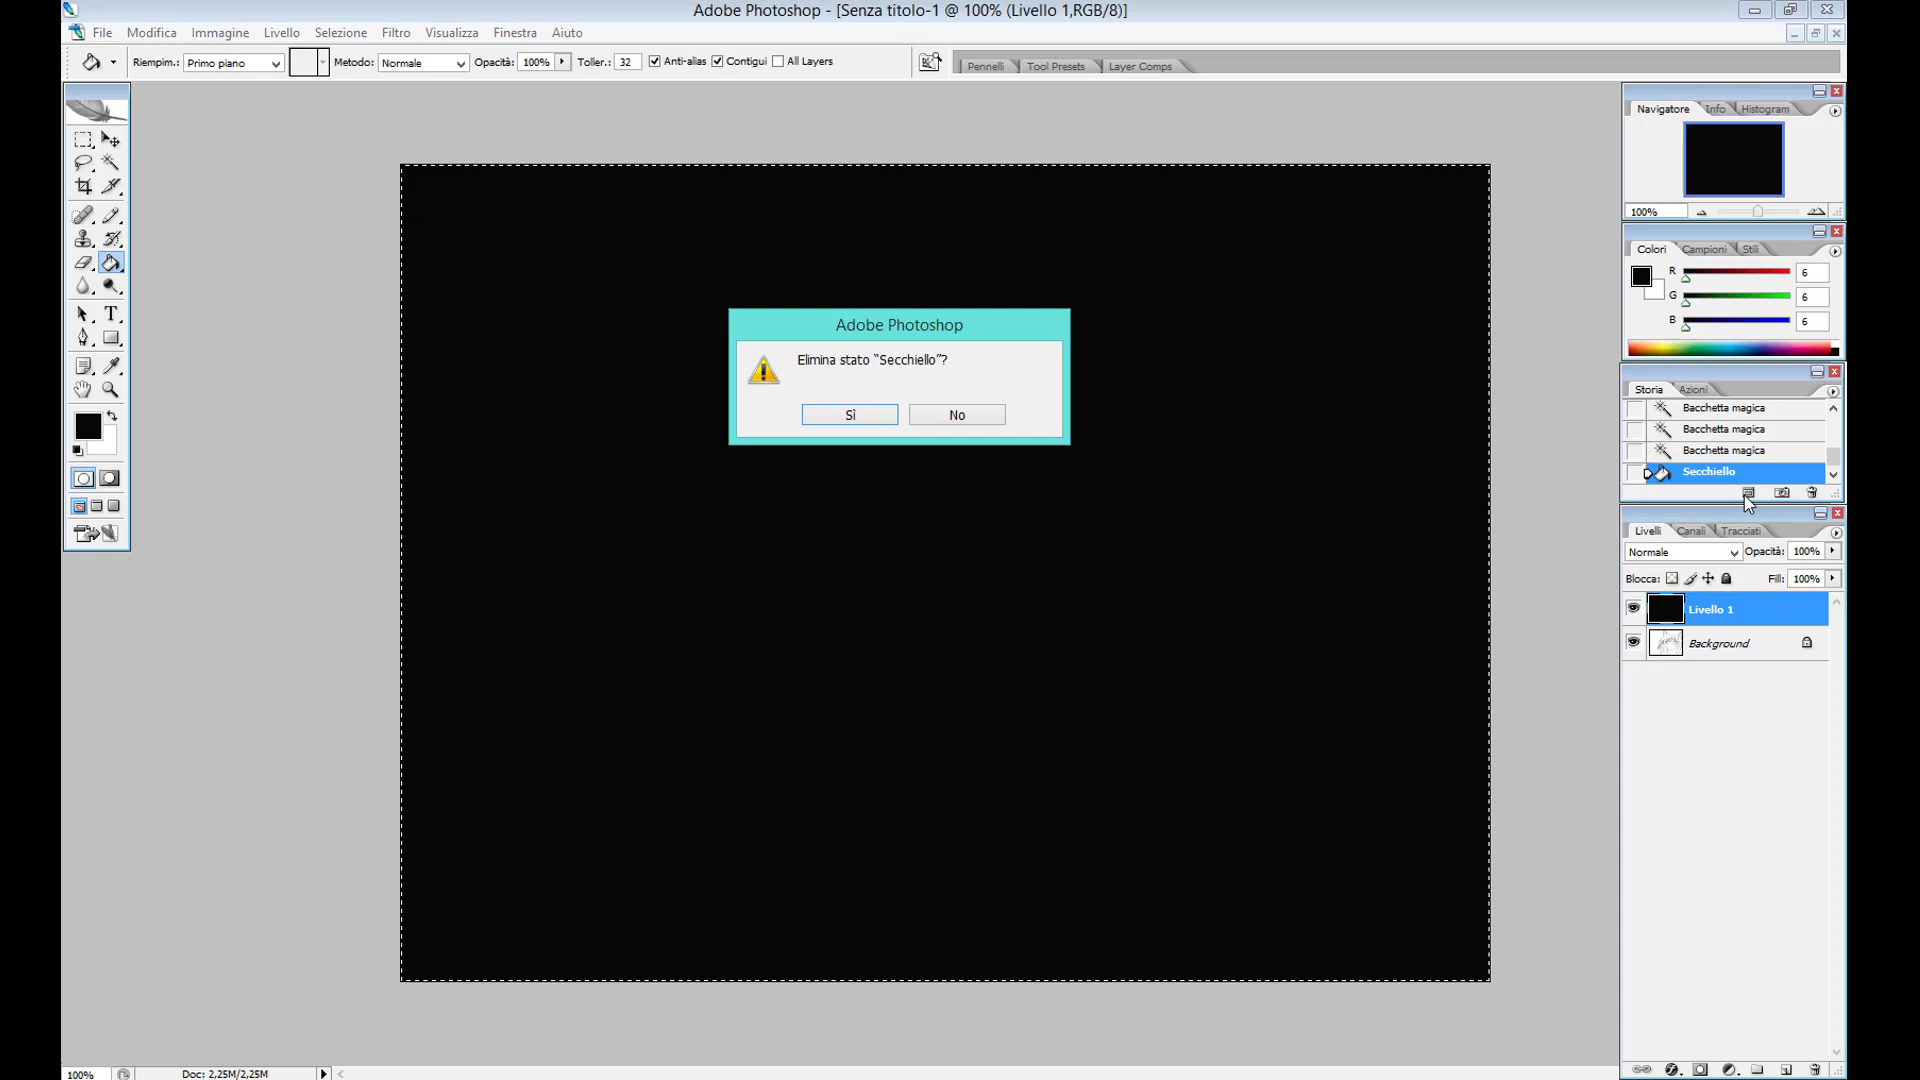 Adobe Photoshop - [Senza titolo-1 @ 100% (Livello 1,RGB/8)]
File Modifica Immagine Livello Selezione Filtro Visualizza Finestra Aiuto
Riempim.: Primo piano Metodo: Normale Opacità: 100% Toller.: 32 Anti-alias Contigui All Layers
Pennelli Tool Presets Layer Comps
Navigatore Info Histogram
100%
Colori Campioni Stili
R 6
G 6
B 6
Adobe Photoshop
Elimina stato “Secchiello”?
Sì No
Storia Azioni
Bacchetta magica
Bacchetta magica
Bacchetta magica
Secchiello
Livelli Canali Tracciati
Normale Opacità: 100%
Blocca: Fill: 100%
Livello 1
Background
100% Doc: 2,25M/2,25M